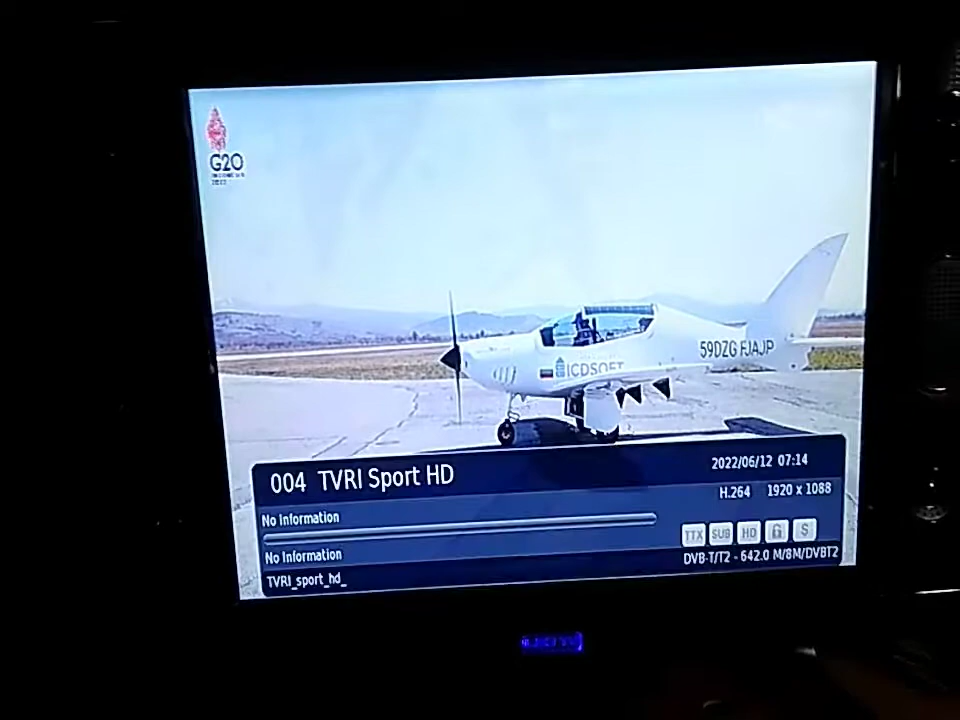 G20
59DZG FJAJP
ICDSOFT
004 TVRI Sport HD
2022/06/12 07:14
H.264 1920 x 1088
No Information
TTX SUB HD S
No Information
DVB-T/T2 - 642.0 M/8M/DVBT2
TVRI_sport_hd_